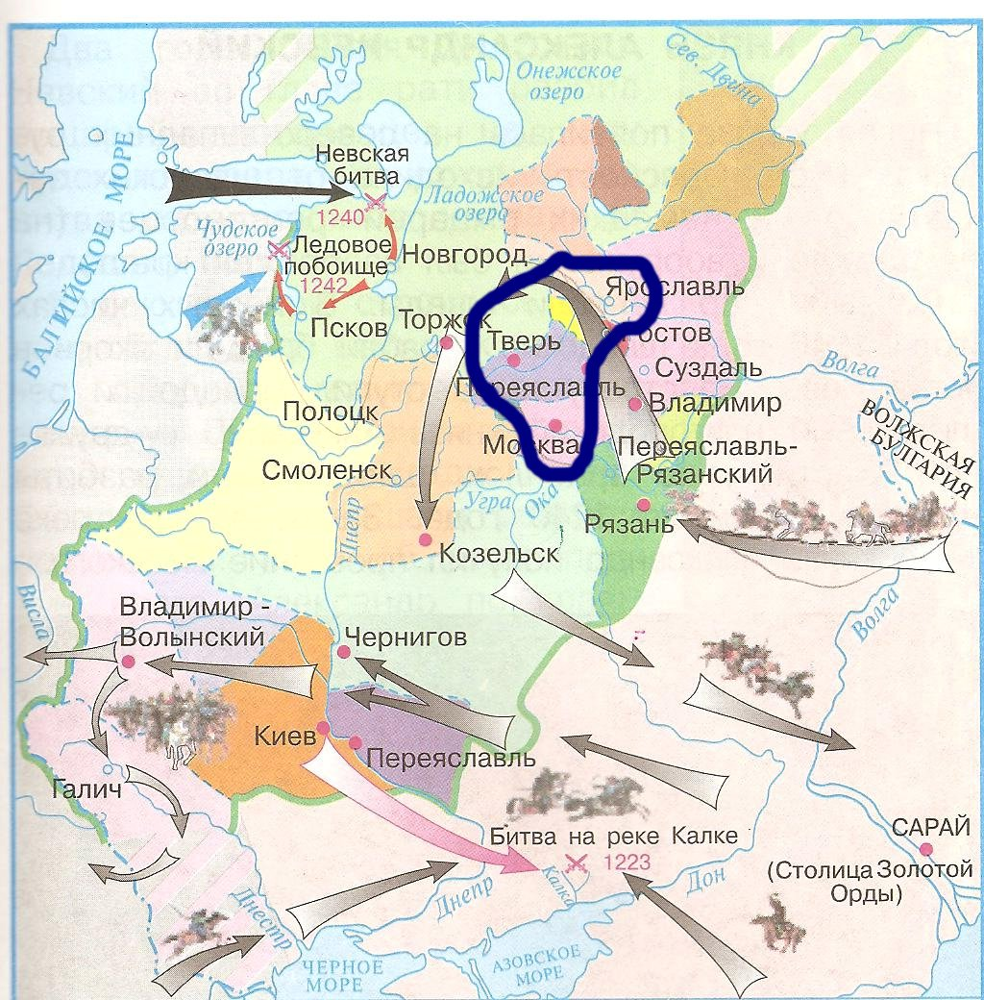 Сев. Двина
Онежское
озеро
Невская
битва
БАЛТИЙСКОЕ МОРЕ
Ладожское
озеро
1240
Чудское
озеро
Ледовое
побоище
1242
Новгород
Ярославль
Псков
Торжок
Ростов
Тверь
Суздаль
Волга
Переяславль
Владимир
Полоцк
ВОЛЖСКАЯ
БУЛГАРИЯ
Москва
Переяславль-
Рязанский
Смоленск
Угра
Ока
Днепр
Рязань
Козельск
Висла
Владимир -
Волынский
Волга
Чернигов
Киев
Переяславль
Галич
Битва на реке Калке
САРАЙ
1223
(Столица Золотой
Орды)
Калка
Дон
Днепр
Днестр
ЧЕРНОЕ
МОРЕ
АЗОВСКОЕ
МОРЕ